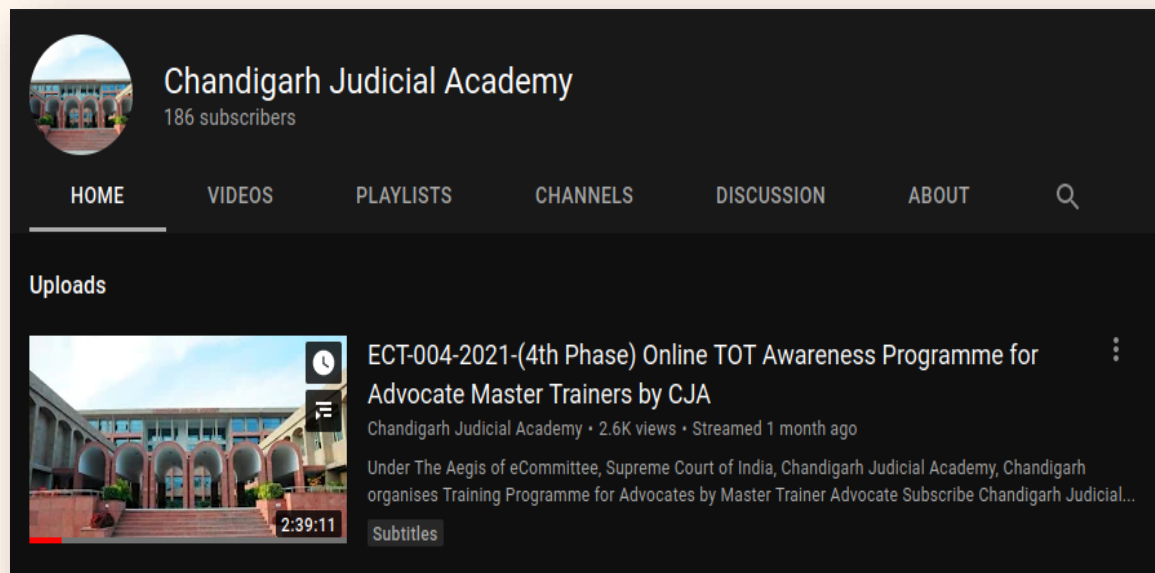 Chandigarh Judicial Academy
186 subscribers
HOME VIDEOS PLAYLISTS CHANNELS DISCUSSION ABOUT
Uploads
ECT-004-2021-(4th Phase) Online TOT Awareness Programme for
Advocate Master Trainers by CJA
Chandigarh Judicial Academy • 2.6K views • Streamed 1 month ago
Under The Aegis of eCommittee, Supreme Court of India, Chandigarh Judicial Academy, Chandigarh
organises Training Programme for Advocates by Master Trainer Advocate Subscribe Chandigarh Judicial...
2:39:11
Subtitles